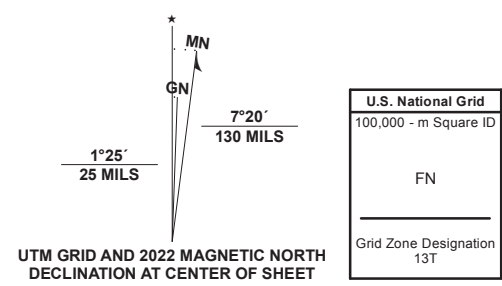 ★
MN
GN
7°20´
130 MILS
1°25´
25 MILS
UTM GRID AND 2022 MAGNETIC NORTH
DECLINATION AT CENTER OF SHEET
U.S. National Grid
100,000 - m Square ID
FN
Grid Zone Designation
13T